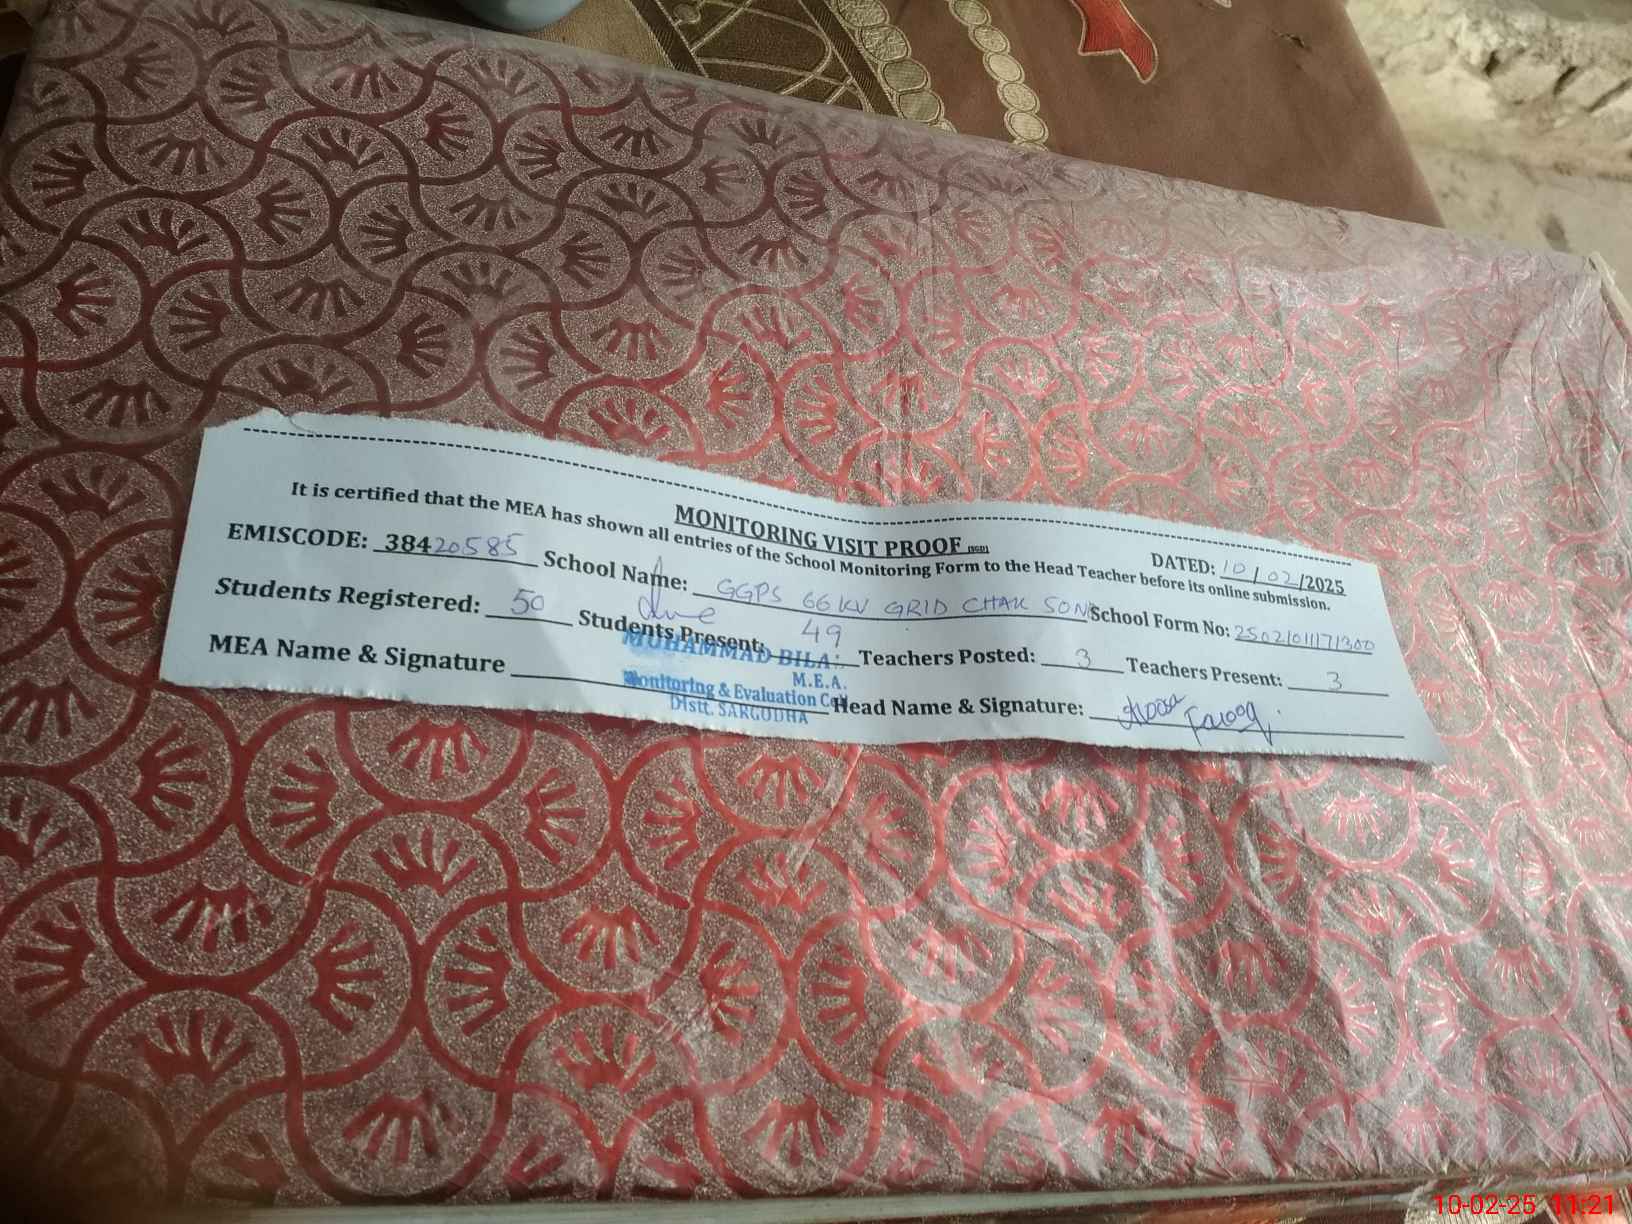 MONITORING VISIT PROOF (SGD)
DATED: 10/02/2025
It is certified that the MEA has shown all entries of the School Monitoring Form to the Head Teacher before its online submission.
EMISCODE: 38420585 School Name: GGPS 66 KV GRID CHAK 50NB School Form No:
Students Registered: 50 Students Present: 49 Teachers Posted: 3 Teachers Present: 3
MEA Name & Signature Head Name & Signature: Farooq
MUHAMMAD BILAL
M.E.A.
Monitoring & Evaluation Cell
Distt. SARGODHA
10-02-25 11:21